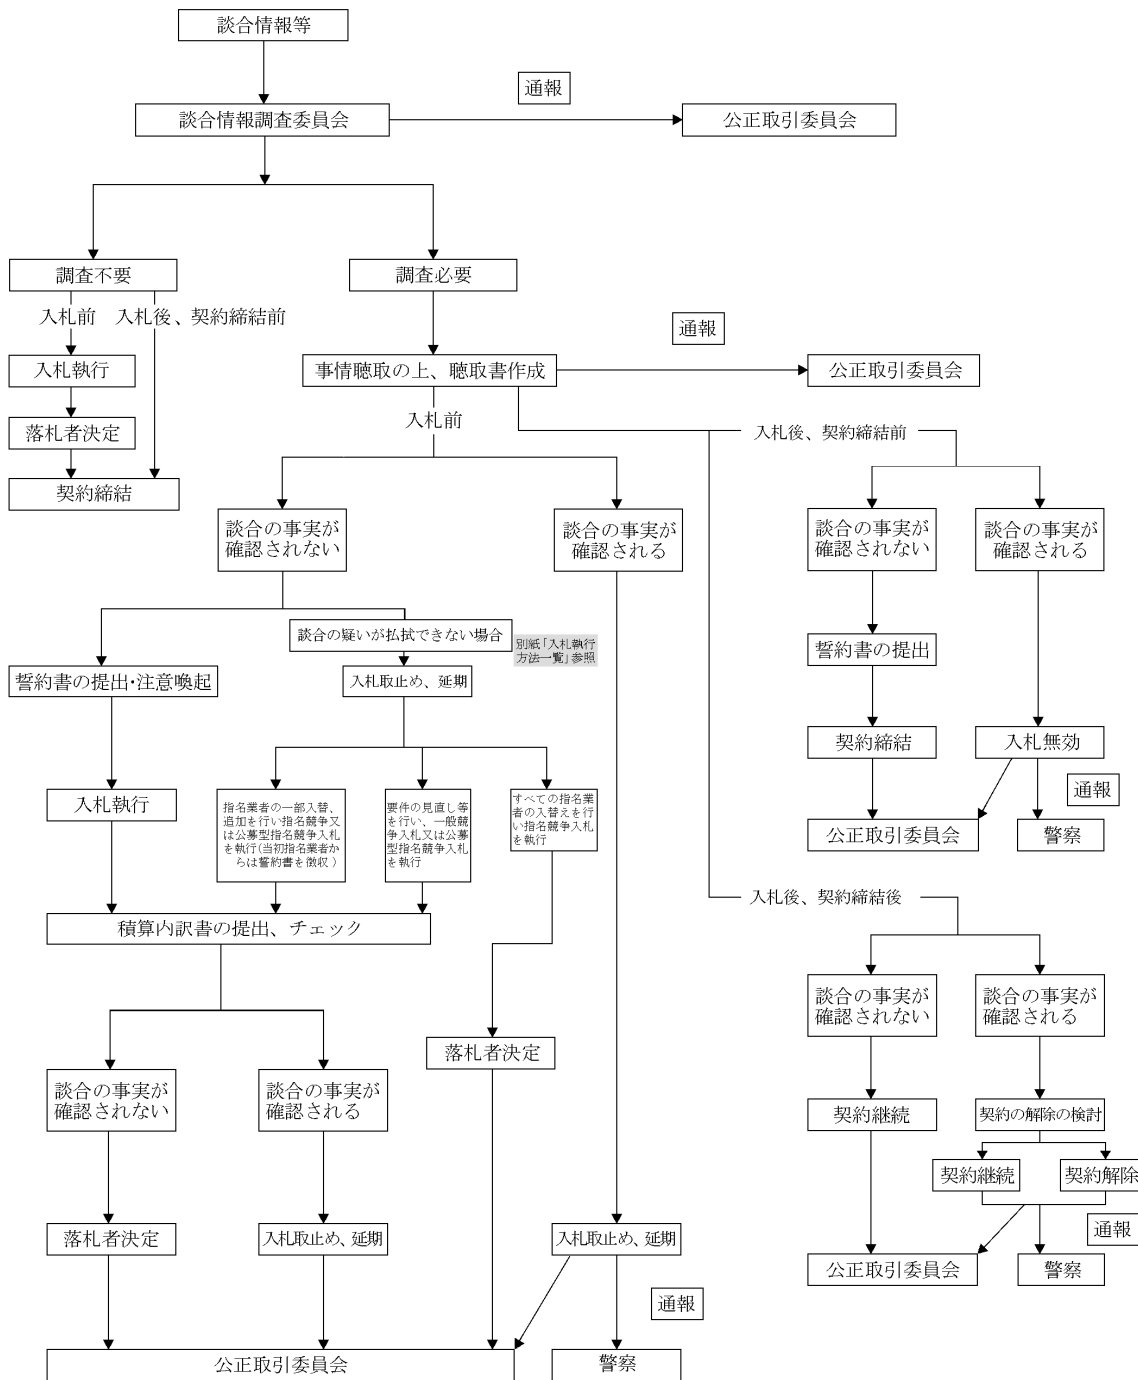 談合情報等
通報
談合情報調査委員会
公正取引委員会
調査不要
調査必要
入札前
入札後、契約締結前
通報
入札執行
事情聴取の上、聴取書作成
公正取引委員会
入札前
落札者決定
入札後、契約締結前
契約締結
談合の事実が
確認されない
談合の事実が
確認される
談合の事実が
確認されない
談合の事実が
確認される
談合の疑いが払拭できない場合
別紙「入札執行
方法一覧」参照
誓約書の提出
誓約書の提出・注意喚起
入札取止め、延期
契約締結
入札無効
通報
入札執行
指名業者の一部入替、
追加を行い指名競争又
は公募型指名競争入札
を執行(当初指名業者か
らは誓約書を徴収)
要件の見直し等
を行い、一般競
争入札又は公募
型指名競争入札
を執行
すべての指名業
者の入替えを行
い指名競争入札
を執行
公正取引委員会
警察
入札後、契約締結後
積算内訳書の提出、チェック
談合の事実が
確認されない
談合の事実が
確認される
落札者決定
談合の事実が
確認されない
談合の事実が
確認される
契約継続
契約の解除の検討
契約継続
契約解除
通報
落札者決定
入札取止め、延期
入札取止め、延期
公正取引委員会
警察
通報
公正取引委員会
警察